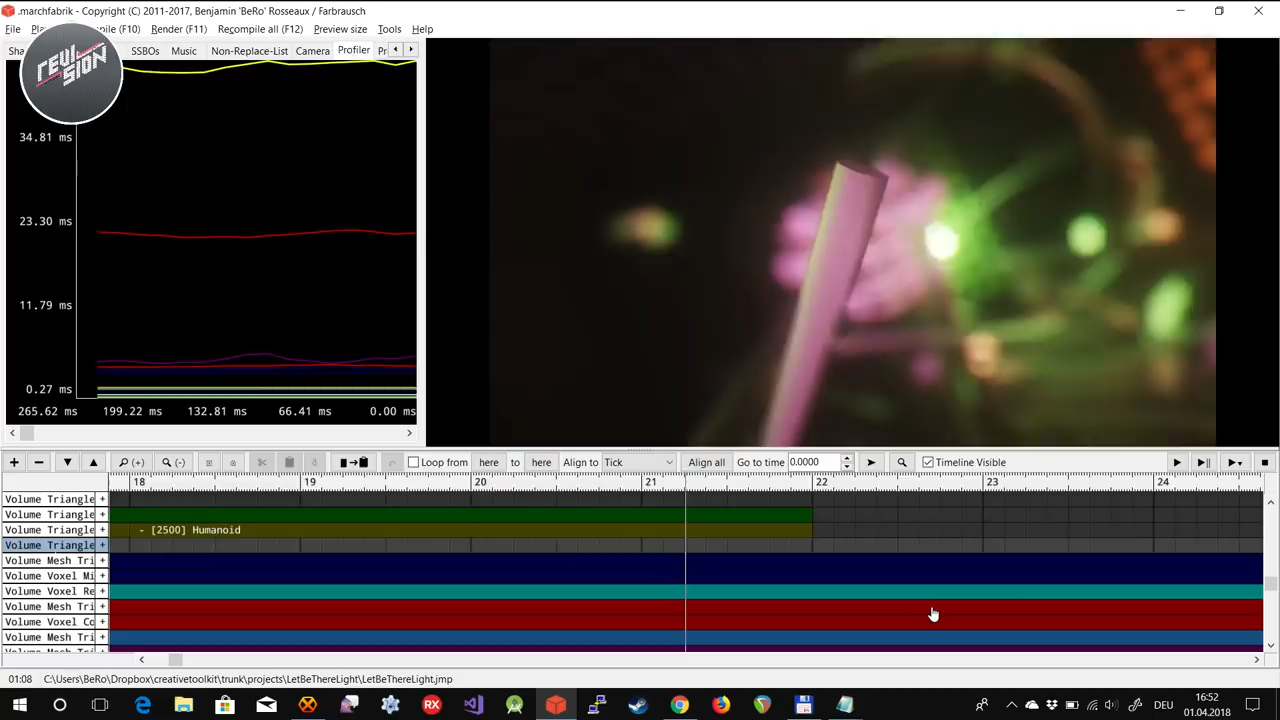 .marchfabrik - Copyright (C) 2011-2017, Benjamin 'BeRo' Rosseaux / Farbrausch
File Pla pile (F10) Render (F11) Recompile all (F12) Preview size Tools Help
Sha SSBOs Music Non-Replace-List Camera Profiler Pr
REVISION
34.81 ms
23.30 ms
11.79 ms
0.27 ms
265.62 ms 199.22 ms 132.81 ms 66.41 ms 0.00 ms
(+) (-) Loop from here to here Align to Tick Align all Go to time 0.0000 Timeline Visible
18 19 20 21 22 23 24
Volume Triangle +
Volume Triangle +
Volume Triangle + - [2500] Humanoid
Volume Triangle +
Volume Mesh Tri +
Volume Voxel Mi +
Volume Voxel Re +
Volume Mesh Tri +
Volume Voxel Co +
Volume Mesh Tri +
01:08 C:\Users\BeRo\Dropbox\creativetoolkit\trunk\projects\LetBeThereLight\LetBeThereLight.jmp
RX
DEU
16:52
01.04.2018